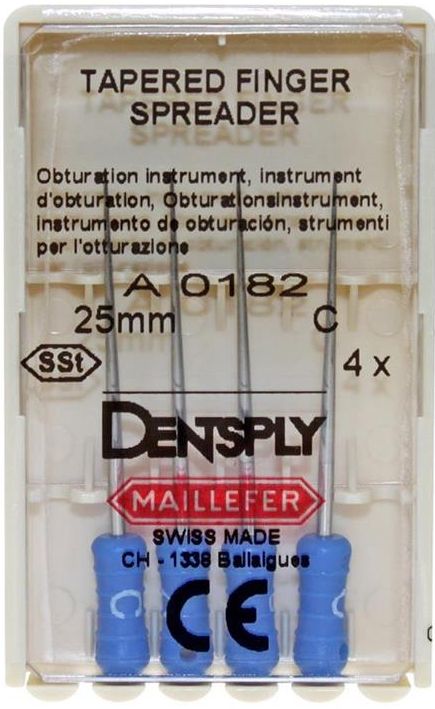 TAPERED FINGER
SPREADER
Obturation instrument, instrument
d'obturation, Obturationsinstrument,
instrumento de obturación, strumenti
per l'otturazione
A 0182
25mm C
SSt 4 x
DENTSPLY
MAILLEFER
SWISS MADE
CH - 1338 Ballaigues
CE
C C